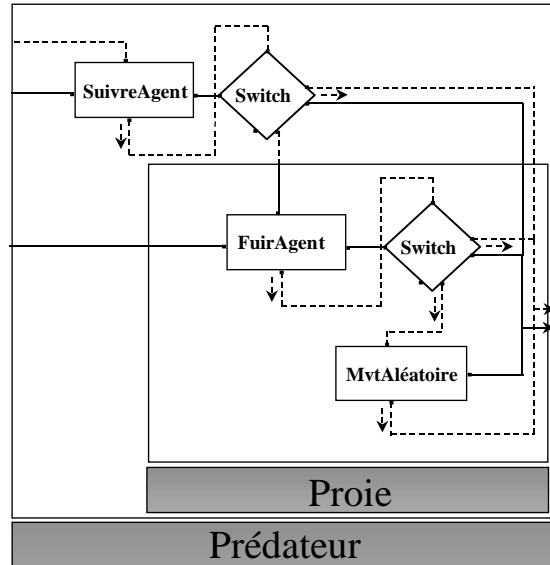 SuivreAgent
Switch
FuirAgent
Switch
MvtAléatoire
Proie
Prédateur